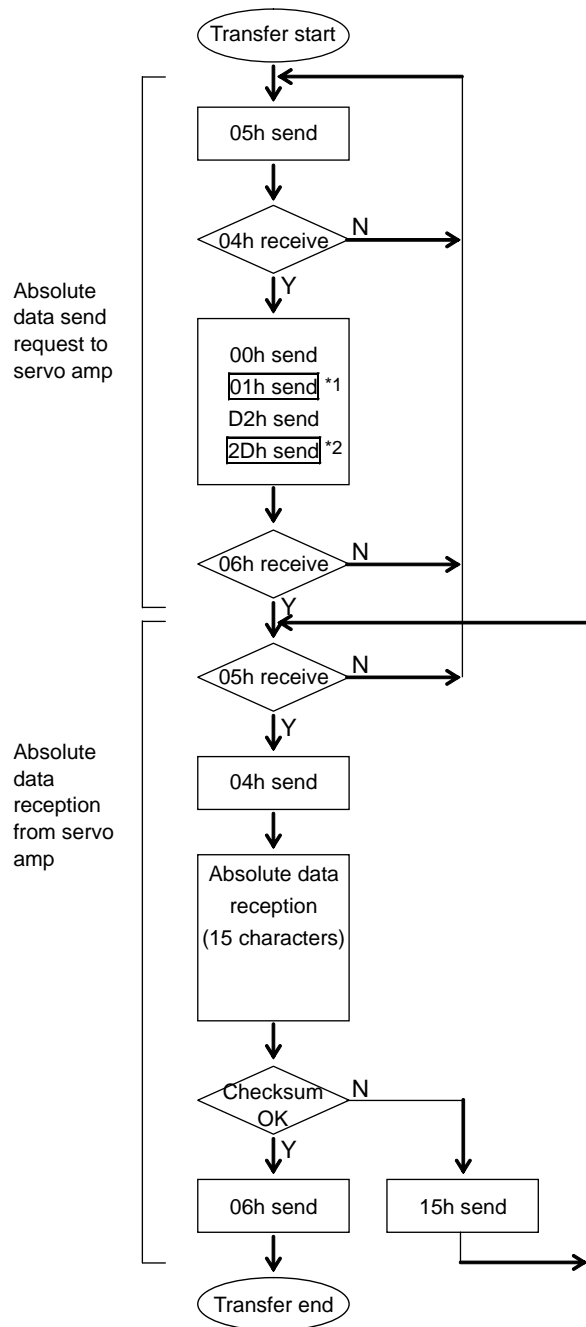 Transfer start
05h send
04h receive
N
Y
Absolute
data send
request to
servo amp
00h send
01h send *1
D2h send
2Dh send *2
06h receive
N
Y
05h receive
N
Y
Absolute
data
reception
from servo
amp
04h send
Absolute data
reception
(15 characters)
Checksum
OK
N
Y
06h send
15h send
Transfer end